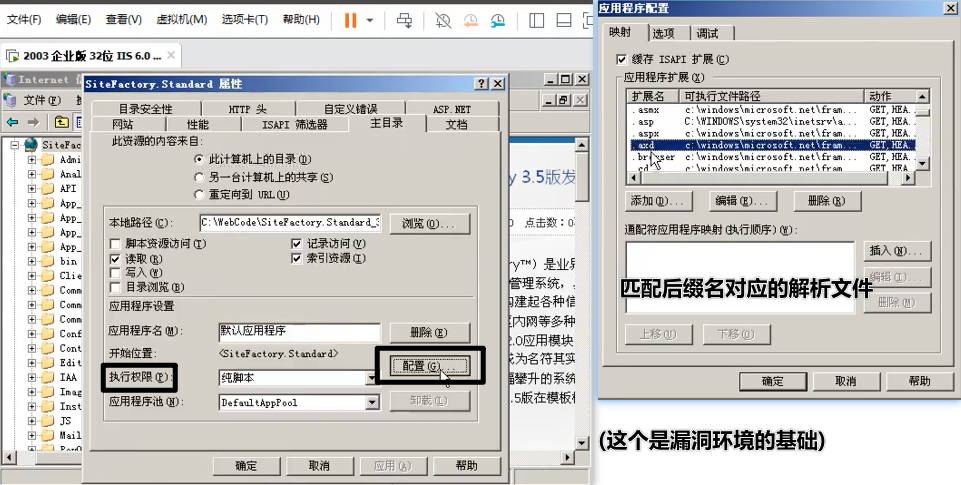 文件(F) 编辑(E) 查看(V) 虚拟机(M) 选项卡(T) 帮助(H)
2003 企业版 32位 IIS 6.0 ...
Internet
文件(F)
SiteFac
Admi
Anal
API
App_
App_
App_
App_
bin
Clie
Comm
Comm
Conf
Cont
Edit
IAA
Imag
Inst
JS
Mail
SiteFactory.Standard 属性
目录安全性 HTTP 头 自定义错误 ASP.NET
网站 性能 ISAPI 筛选器 主目录 文档
此资源的内容来自:
此计算机上的目录(D)
另一台计算机上的共享(S)
重定向到 URL(U)
本地路径(C): C:\WebCode\SiteFactory.Standard_3 浏览(O)...
脚本资源访问(T) 记录访问(V)
读取(R) 索引资源(I)
写入(W)
目录浏览(B)
应用程序设置
应用程序名(M): 默认应用程序 删除(E)
开始位置: <SiteFactory.Standard> 配置(G)...
执行权限(P): 纯脚本
应用程序池(N): DefaultAppPool 卸载(L)
确定 取消 应用(A) 帮助
y 3.5版发
点击数: 0
ry™）是业界
管理系统，
构建起各种信
内网等多种
2.0应用模块
成为名符其实
幅攀升的系统
.5版在模板标
应用程序配置
映射 选项 调试
缓存 ISAPI 扩展(C)
应用程序扩展(X)
扩展名 可执行文件路径 动作
.asmx c:\windows\microsoft.net\fram... GET,HEA..
.asp C:\WINDOWS\system32\inetsrv\a... GET,HEA..
.aspx c:\windows\microsoft.net\fram... GET,HEA..
.axd c:\windows\microsoft.net\fram... GET,HEA..
.browser c:\windows\microsoft.net\fram... GET,HEA..
.cd c:\windows\microsoft.net\fram... GET,HEA..
添加(D)... 编辑(E)... 删除(R)
通配符应用程序映射(执行顺序)(W):
插入(N)...
编辑(I)...
删除(M)
上移(U) 下移(O)
确定 取消 帮助
匹配后缀名对应的解析文件
(这个是漏洞环境的基础)